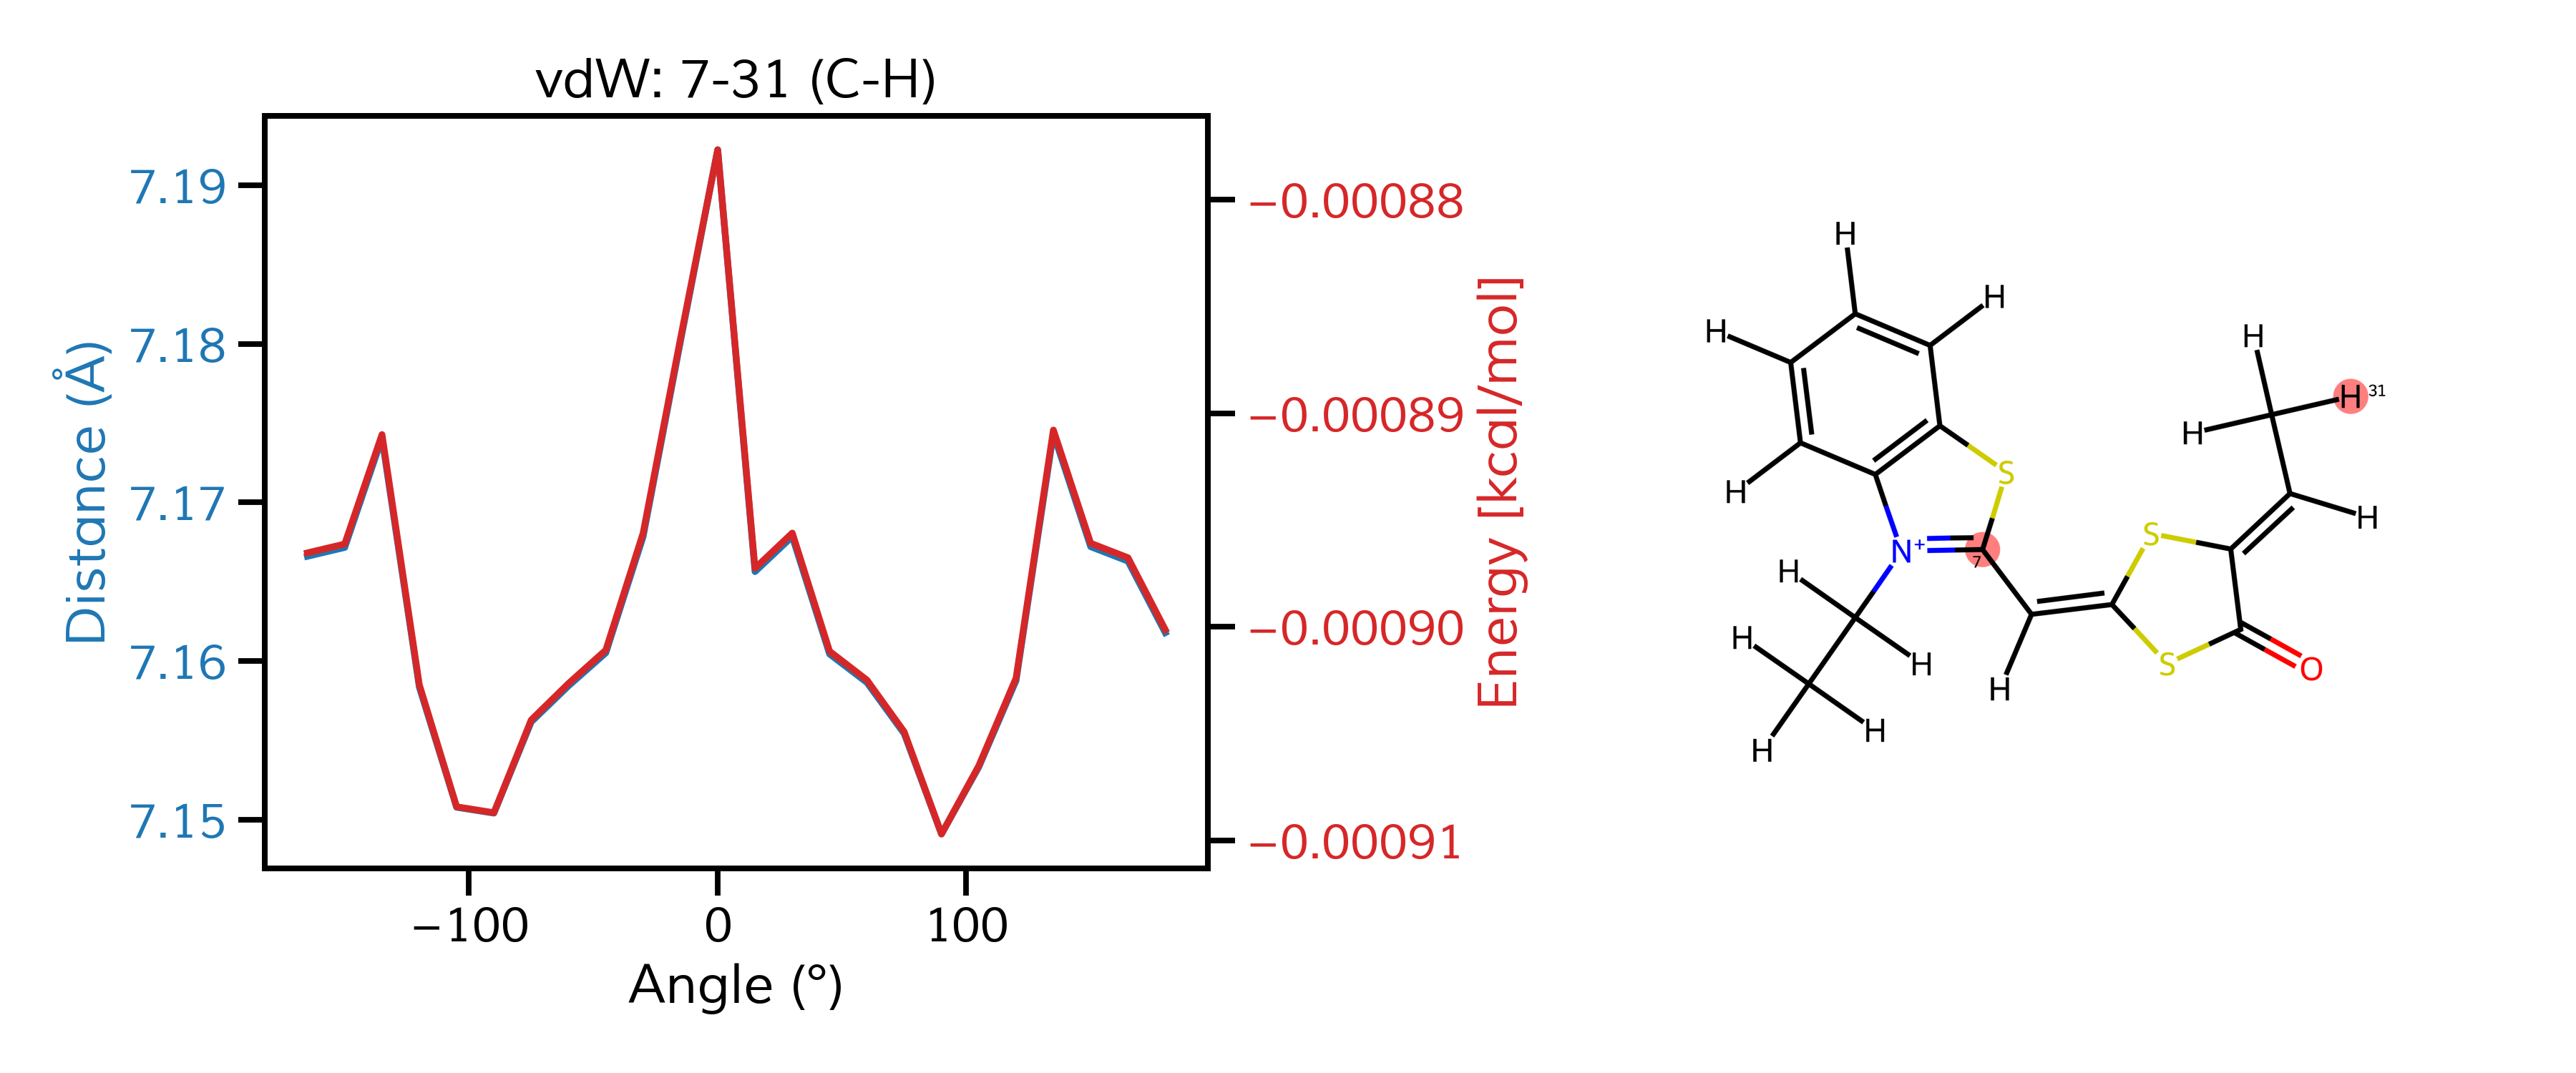 vdW: 7-31 (C-H)
7.19
7.18
7.17
7.16
7.15
Distance (Å)
−0.00088
−0.00089
−0.00090
−0.00091
Energy [kcal/mol]
−100 0 100
Angle (°)
H
H
H
H
H
H 31
H
S
H
S
N+
7
H
H
H
S
O
H
H
H